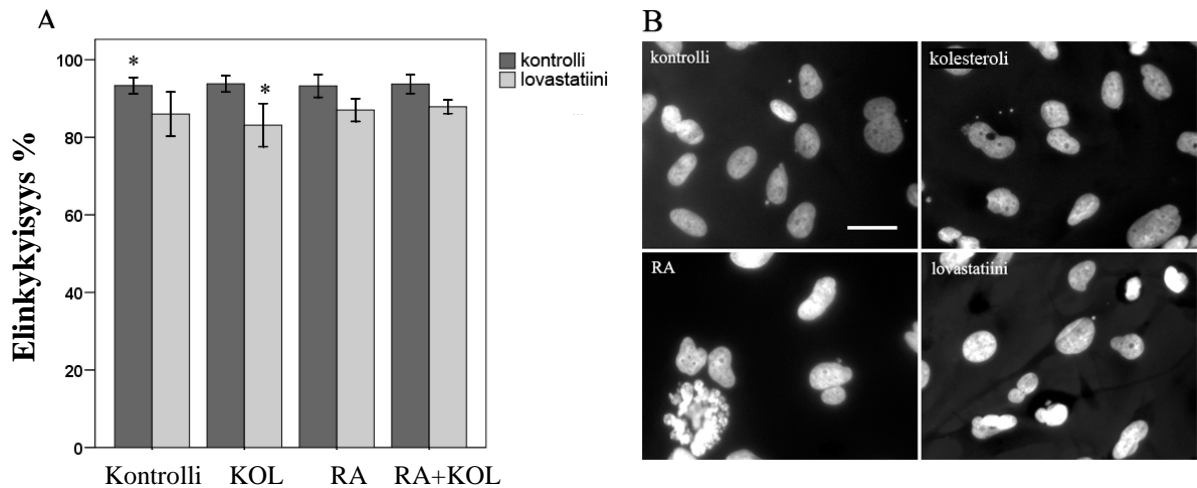 A
B
Elinkykyisyys %
100
80
60
40
20
0
*
*
kontrolli
lovastatiini
Kontrolli KOL RA RA+KOL
kontrolli
kolesteroli
RA
lovastatiini